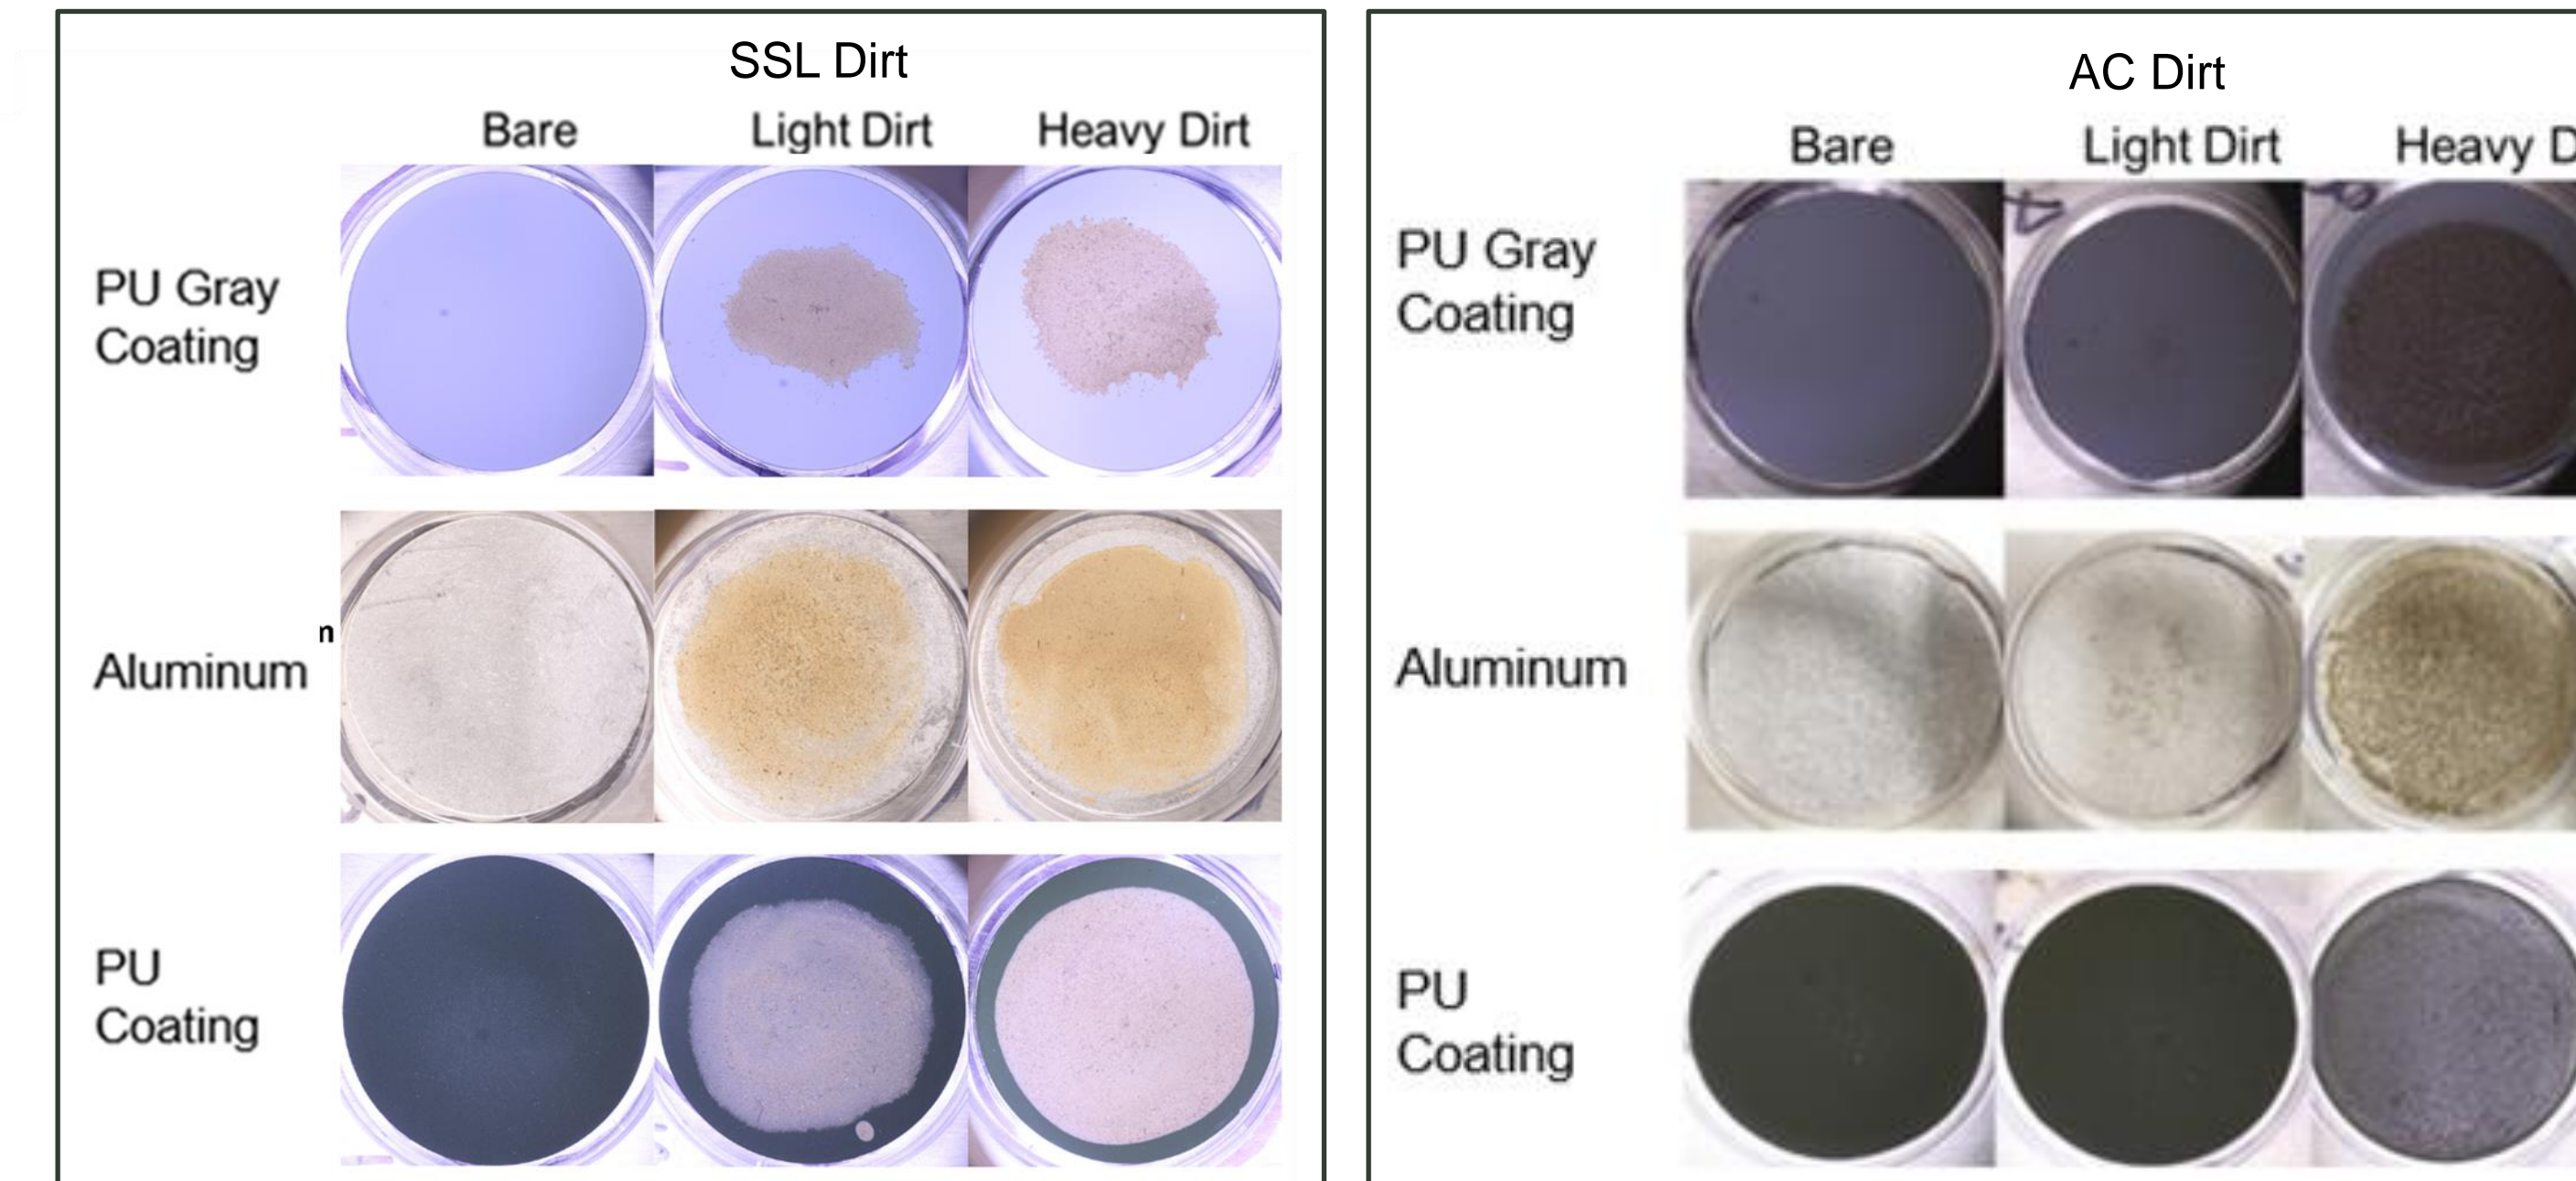 SSL Dirt
Bare Light Dirt Heavy Dirt
PU Gray
Coating
n
Aluminum
PU
Coating
AC Dirt
Bare Light Dirt Heavy D
PU Gray
Coating
Aluminum
PU
Coating